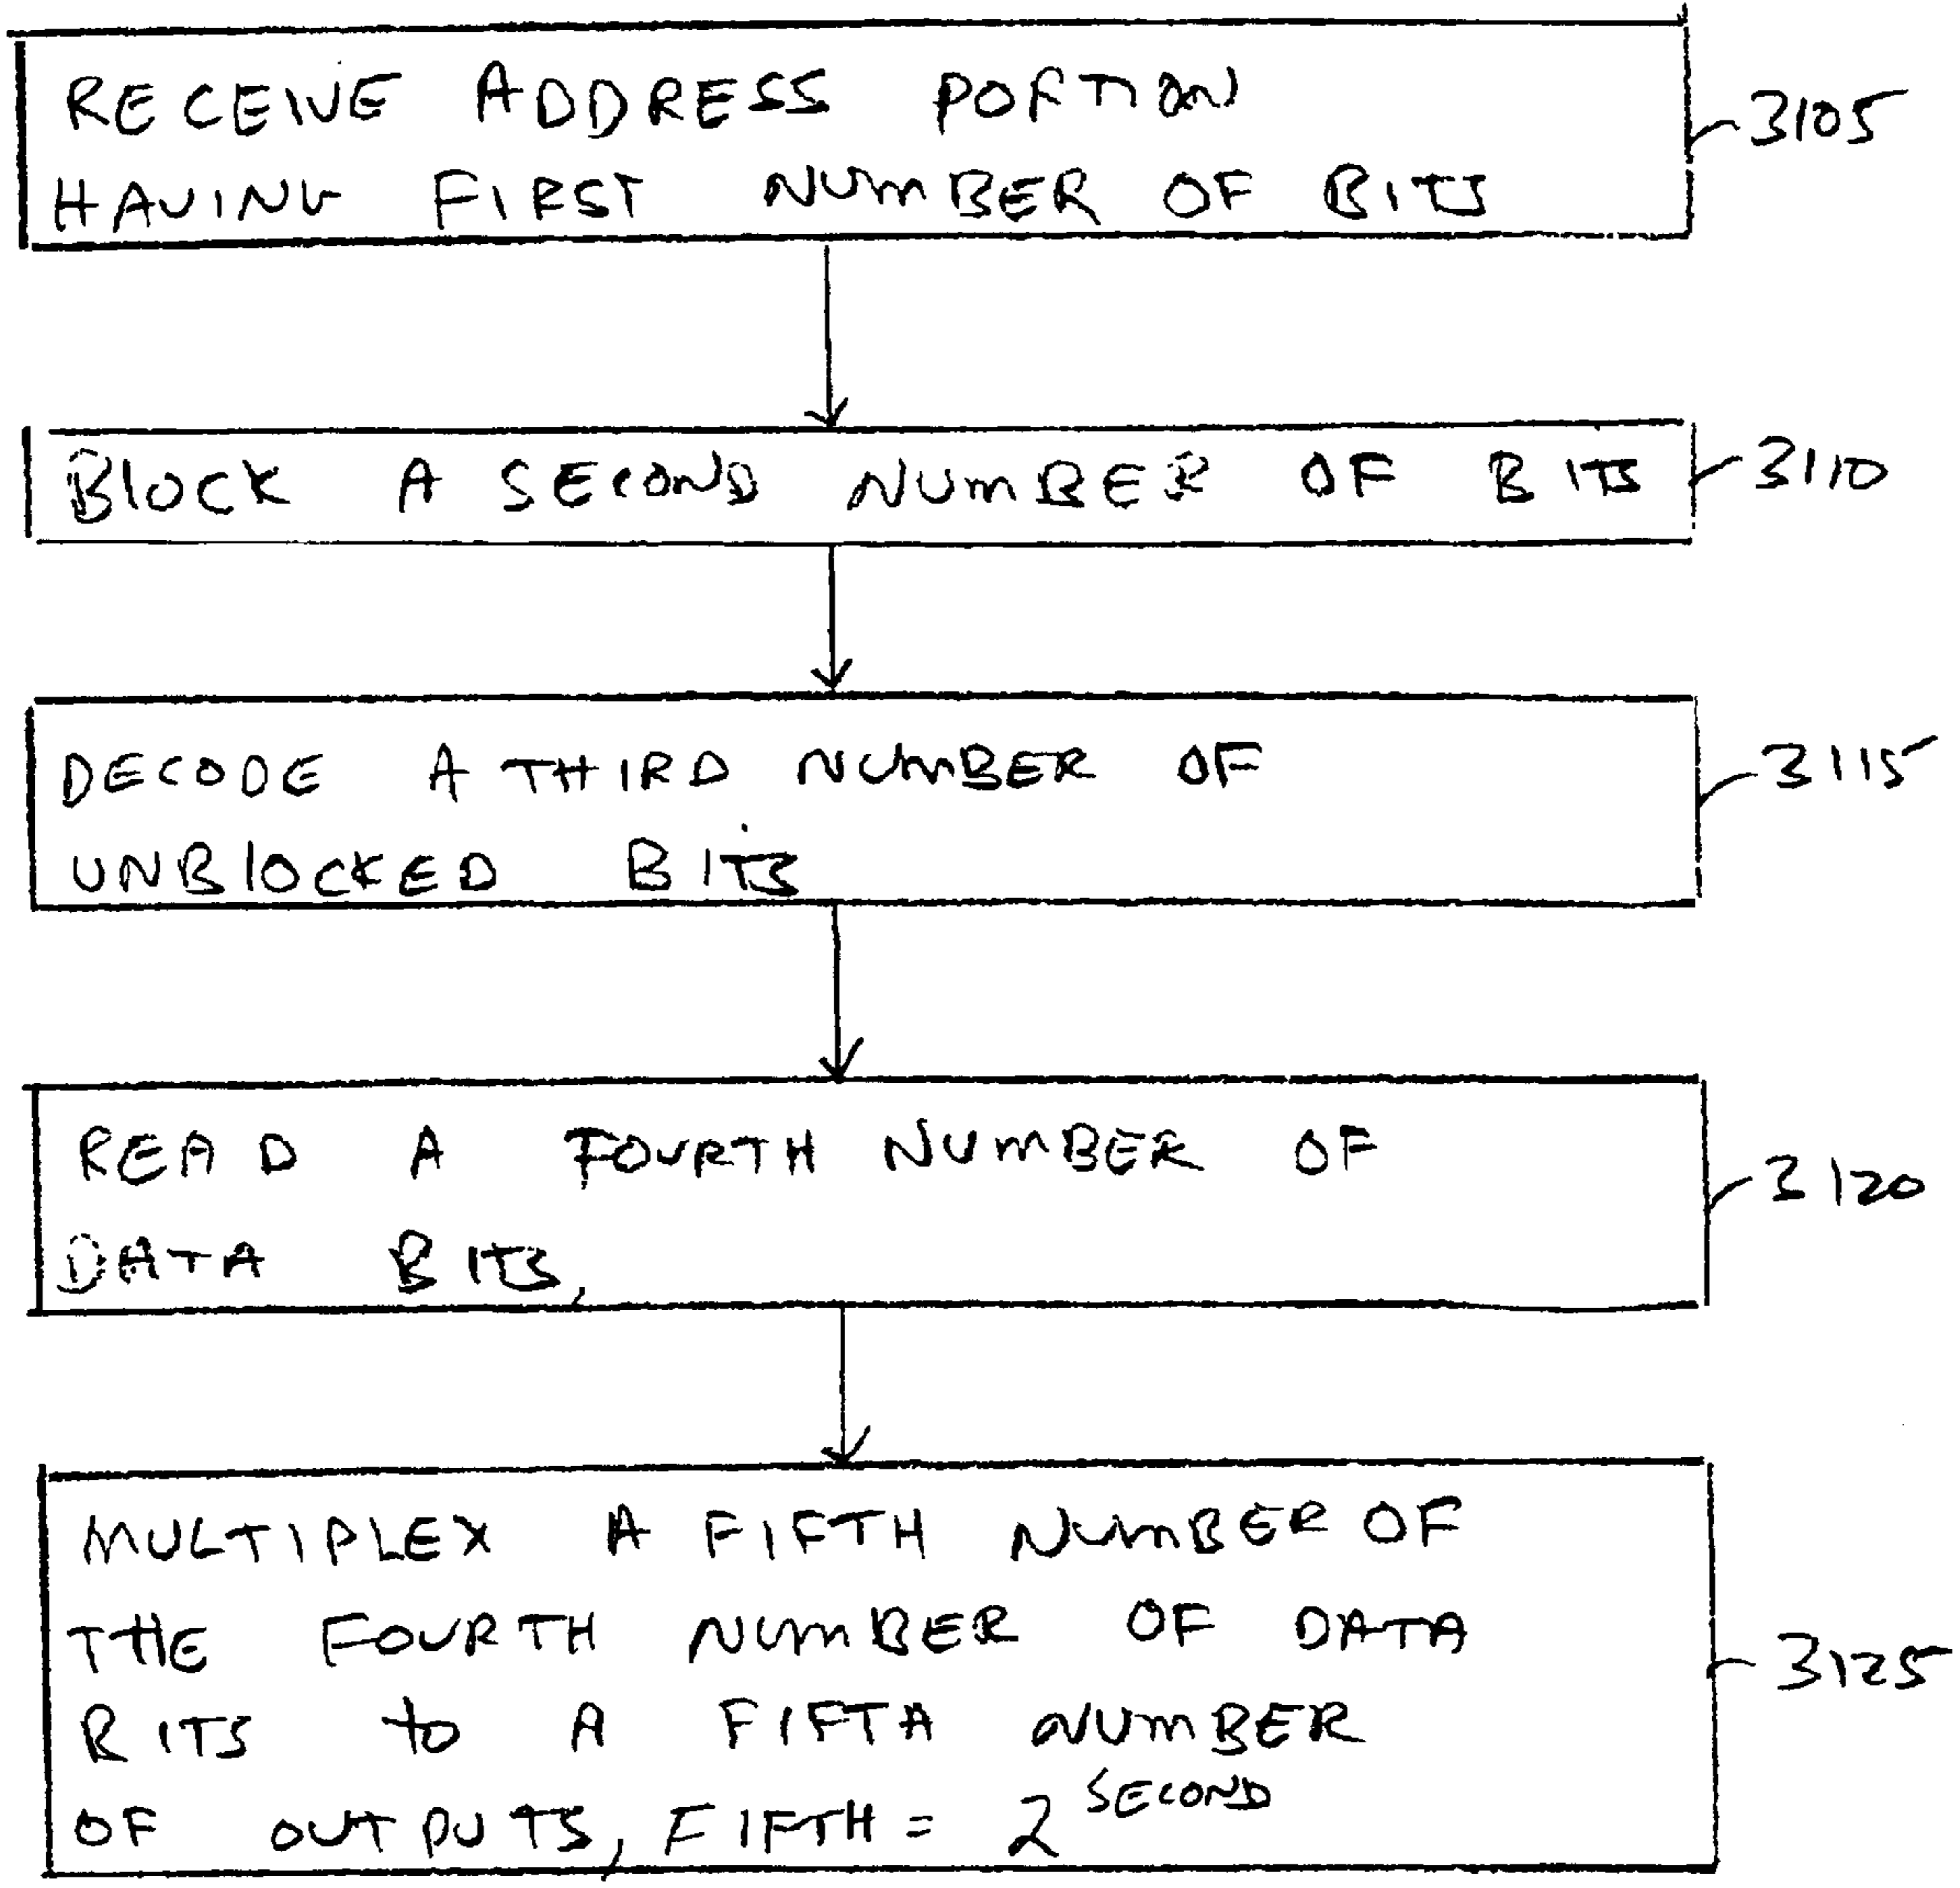 RECEIVE ADDRESS PORTION
HAVING FIRST NUMBER OF BITS
3105
BLOCK A SECOND NUMBER OF BITS
3110
DECODE A THIRD NUMBER OF
UNBLOCKED BITS
3115
READ A FOURTH NUMBER OF
DATA BITS
3120
MULTIPLEX A FIFTH NUMBER OF
THE FOURTH NUMBER OF DATA
BITS to A FIFTH NUMBER
OF OUTPUTS, FIFTH = 2^SECOND
3125